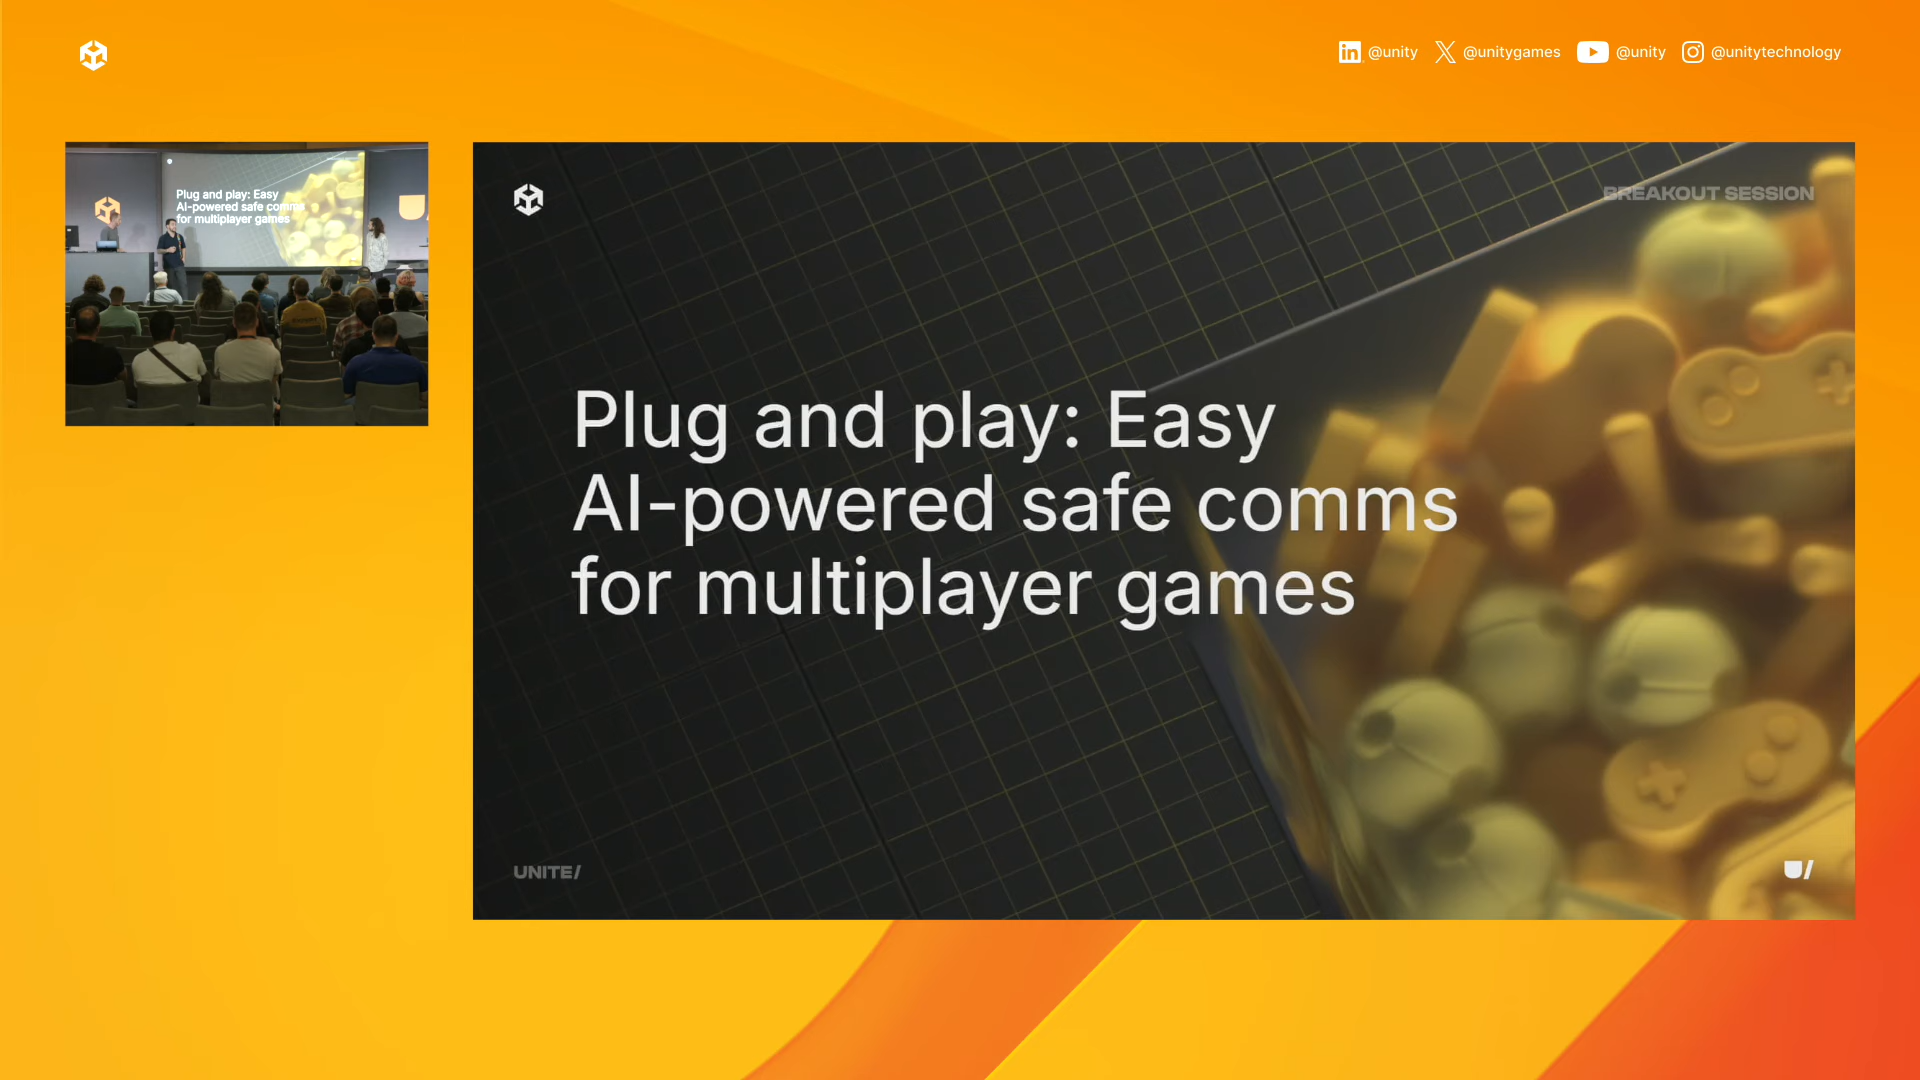 @unity @unitygames @unity @unitytechnology
Plug and play: Easy
AI-powered safe comms
for multiplayer games
BREAKOUT SESSION
Plug and play: Easy
AI-powered safe comms
for multiplayer games
UNITE/
U/